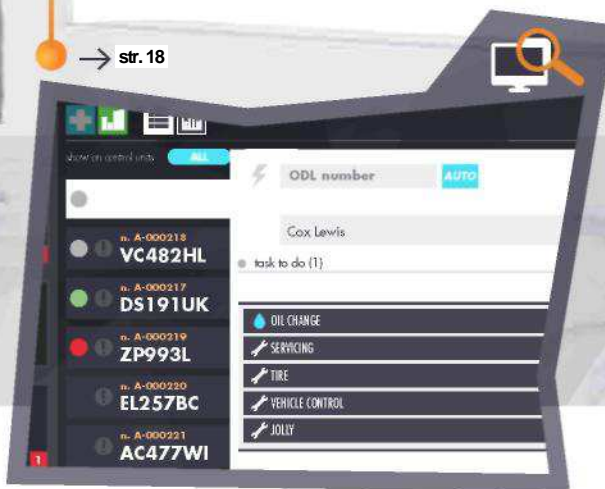 → str. 18
show on control units ALL
ODL number AUTO
Cox Lewis
task to do (1)
n. A-000218
VC482HL
n. A-000217
DS191UK
n. A-000219
ZP993L
n. A-000220
EL257BC
n. A-000221
AC477WI
OIL CHANGE
SERVICING
TIRE
VEHICLE CONTROL
JOLLY
1